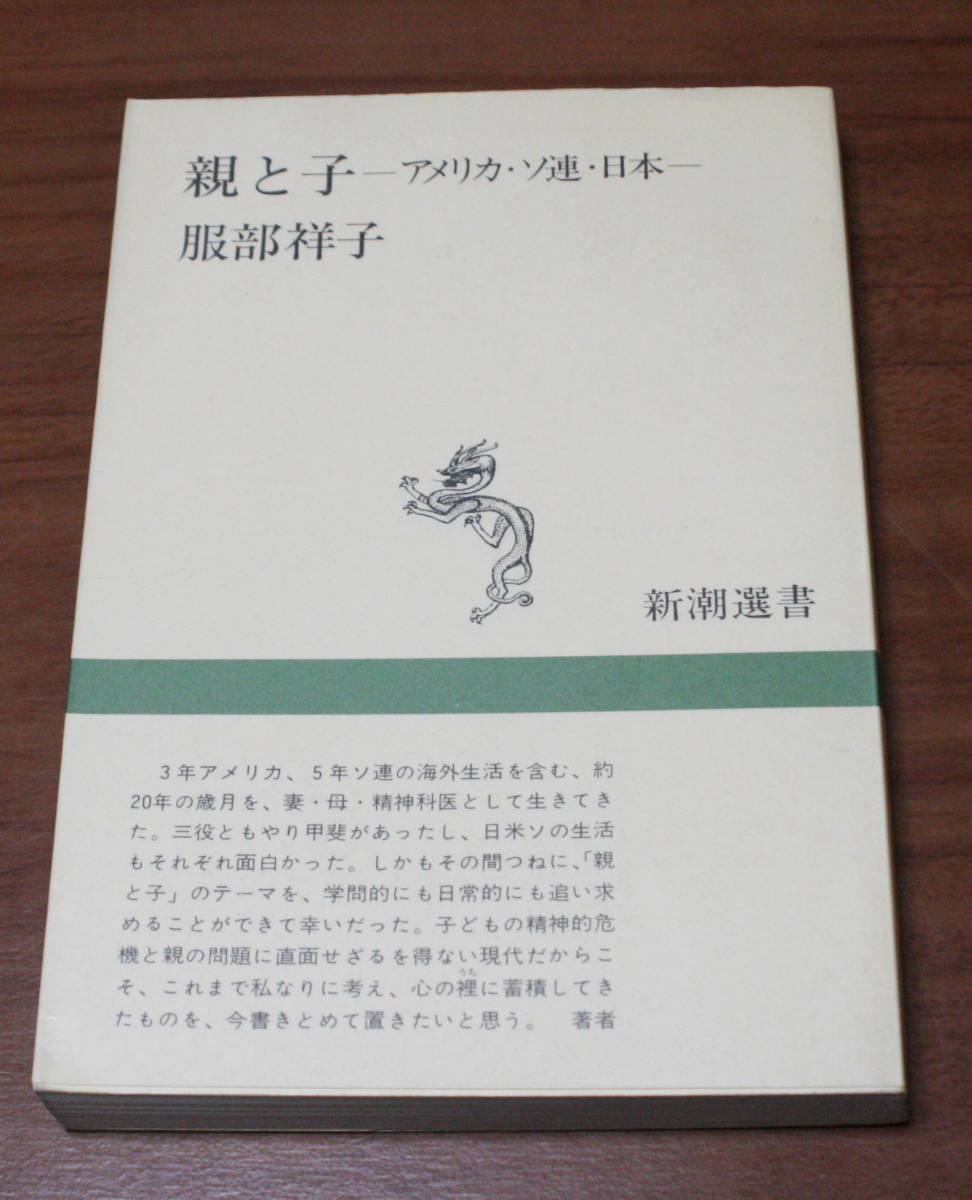 親と子―アメリカ・ソ連・日本―
服部祥子
新潮選書
3年アメリカ、5年ソ連の海外生活を含む、約
20年の歳月を、妻・母・精神科医として生きてき
た。三役ともやり甲斐があったし、日米ソの生活
もそれぞれ面白かった。しかもその間つねに、「親
と子」のテーマを、学問的にも日常的にも追い求
めることができて幸いだった。子どもの精神的危
機と親の問題に直面せざるを得ない現代だからこ
うち
そ、これまで私なりに考え、心の裡に蓄積してき
たものを、今書きとめて置きたいと思う。 著者